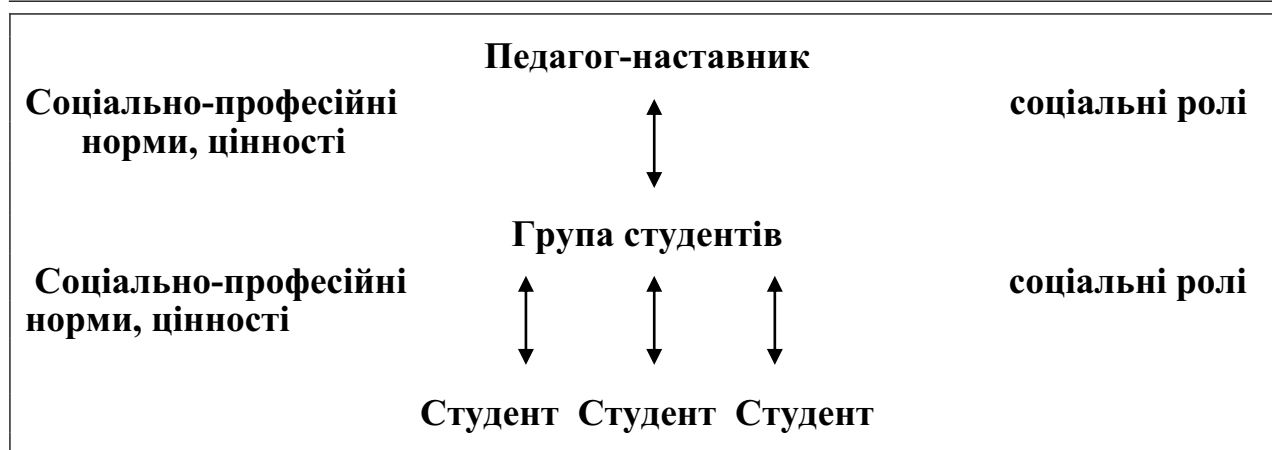 Педагог-наставник
Соціально-професійні соціальні ролі
норми, цінності
Група студентів
Соціально-професійні соціальні ролі
норми, цінності
Студент Студент Студент